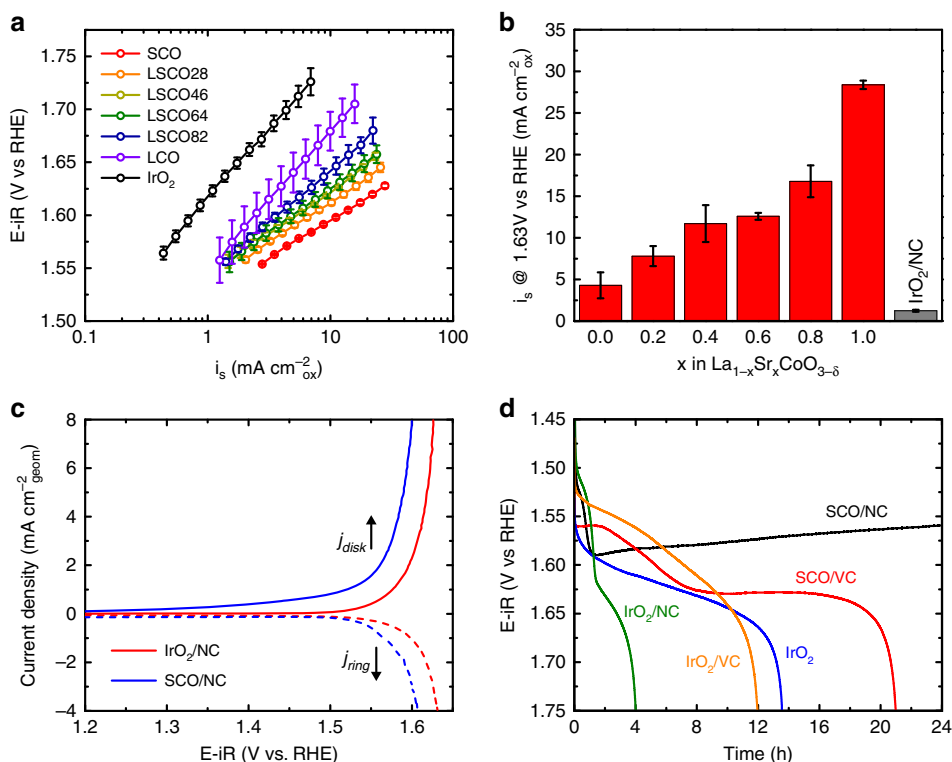 a
E-iR (V vs RHE)
1.75
1.70
1.65
1.60
1.55
1.50
SCO
LSCO28
LSCO46
LSCO64
LSCO82
LCO
IrO₂
0.1
1
10
100
iₛ (mA cm⁻²ₒₓ)
b
iₛ @ 1.63V vs RHE (mA cm⁻²ₒₓ)
35
30
25
20
15
10
5
0
IrO₂/NC
0.0
0.2
0.4
0.6
0.8
1.0
x in La₁₋ₓSrₓCoO₃₋δ
c
Current density (mA cm⁻²geom)
8
6
4
2
0
−2
−4
jdisk
jring
IrO₂/NC
SCO/NC
1.2
1.3
1.4
1.5
1.6
E-iR (V vs. RHE)
d
E-iR (V vs RHE)
1.45
1.50
1.55
1.60
1.65
1.70
1.75
SCO/NC
SCO/VC
IrO₂/NC
IrO₂/VC
IrO₂
0
4
8
12
16
20
24
Time (h)